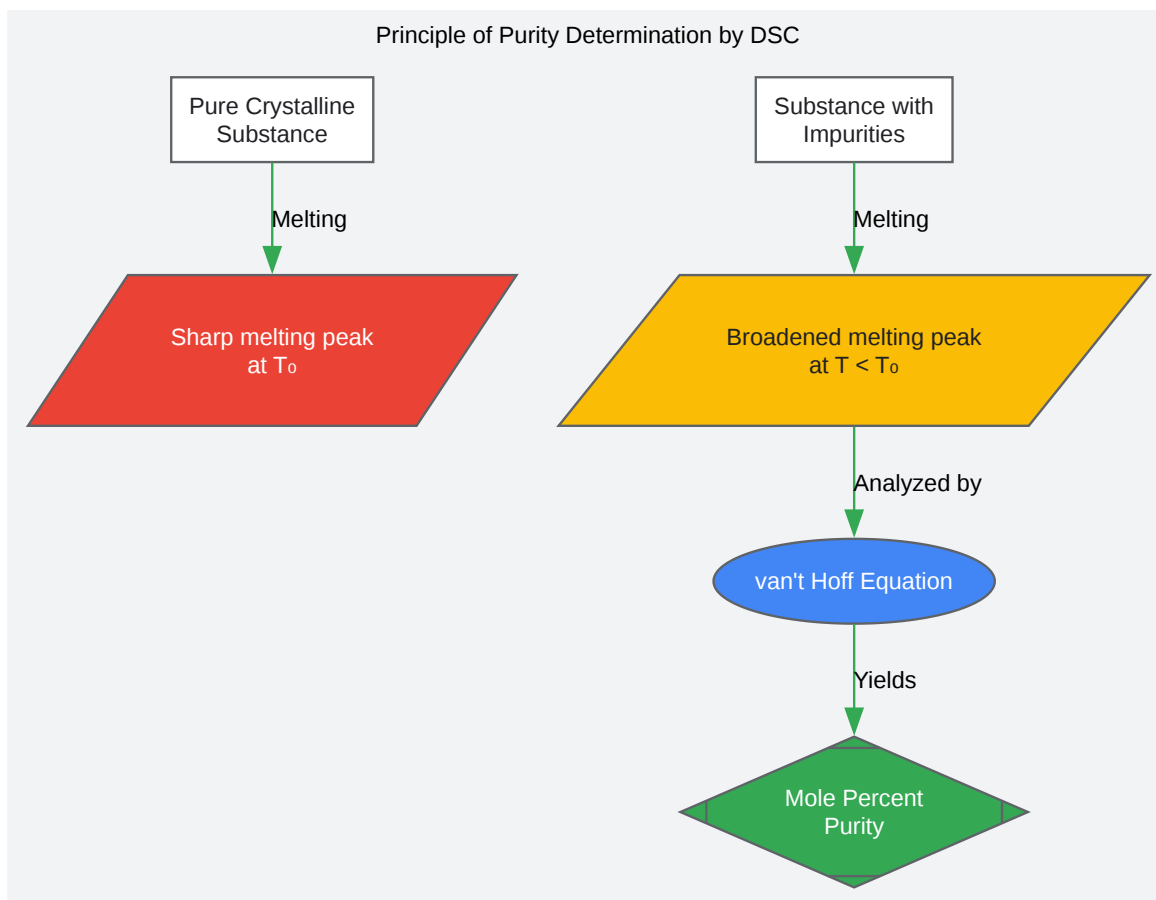 Principle of Purity Determination by DSC
Pure Crystalline
Substance
Substance with
Impurities
Melting
Melting
Sharp melting peak
at T₀
Broadened melting peak
at T < T₀
Analyzed by
van't Hoff Equation
Yields
Mole Percent
Purity